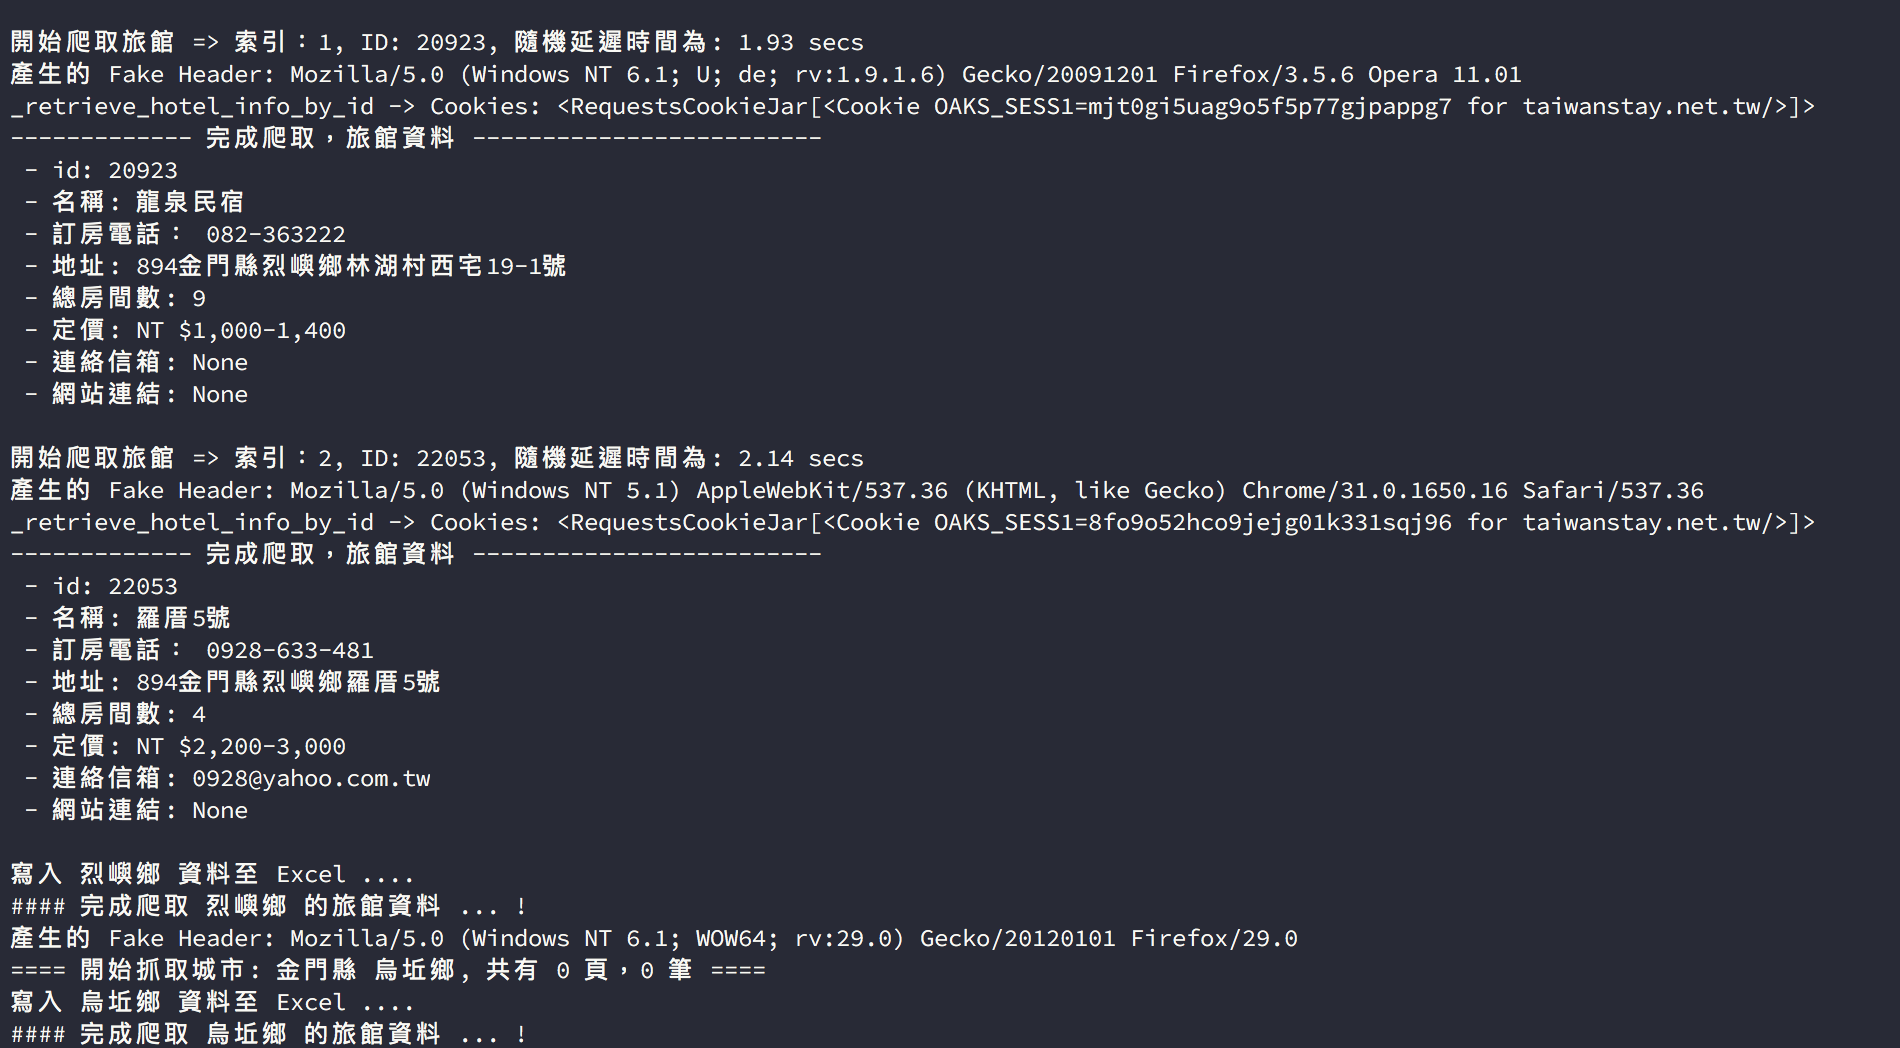 開始爬取旅館 => 索引：1, ID: 20923, 隨機延遲時間為: 1.93 secs
產生的 Fake Header: Mozilla/5.0 (Windows NT 6.1; U; de; rv:1.9.1.6) Gecko/20091201 Firefox/3.5.6 Opera 11.01
_retrieve_hotel_info_by_id -> Cookies: <RequestsCookieJar[<Cookie OAKS_SESS1=mjt0gi5uag9o5f5p77gjpappg7 for taiwanstay.net.tw/>]>
------------- 完成爬取，旅館資料 -------------------------
- id: 20923
- 名稱: 龍泉民宿
- 訂房電話： 082-363222
- 地址: 894金門縣烈嶼鄉林湖村西宅19-1號
- 總房間數: 9
- 定價: NT $1,000-1,400
- 連絡信箱: None
- 網站連結: None
開始爬取旅館 => 索引：2, ID: 22053, 隨機延遲時間為: 2.14 secs
產生的 Fake Header: Mozilla/5.0 (Windows NT 5.1) AppleWebKit/537.36 (KHTML, like Gecko) Chrome/31.0.1650.16 Safari/537.36
_retrieve_hotel_info_by_id -> Cookies: <RequestsCookieJar[<Cookie OAKS_SESS1=8fo9o52hco9jejg01k331sqj96 for taiwanstay.net.tw/>]>
------------- 完成爬取，旅館資料 -------------------------
- id: 22053
- 名稱: 羅厝5號
- 訂房電話： 0928-633-481
- 地址: 894金門縣烈嶼鄉羅厝5號
- 總房間數: 4
- 定價: NT $2,200-3,000
- 連絡信箱: 0928@yahoo.com.tw
- 網站連結: None
寫入 烈嶼鄉 資料至 Excel ....
#### 完成爬取 烈嶼鄉 的旅館資料 ... !
產生的 Fake Header: Mozilla/5.0 (Windows NT 6.1; WOW64; rv:29.0) Gecko/20120101 Firefox/29.0
==== 開始抓取城市: 金門縣 烏坵鄉, 共有 0 頁，0 筆 ====
寫入 烏坵鄉 資料至 Excel ....
#### 完成爬取 烏坵鄉 的旅館資料 ... !